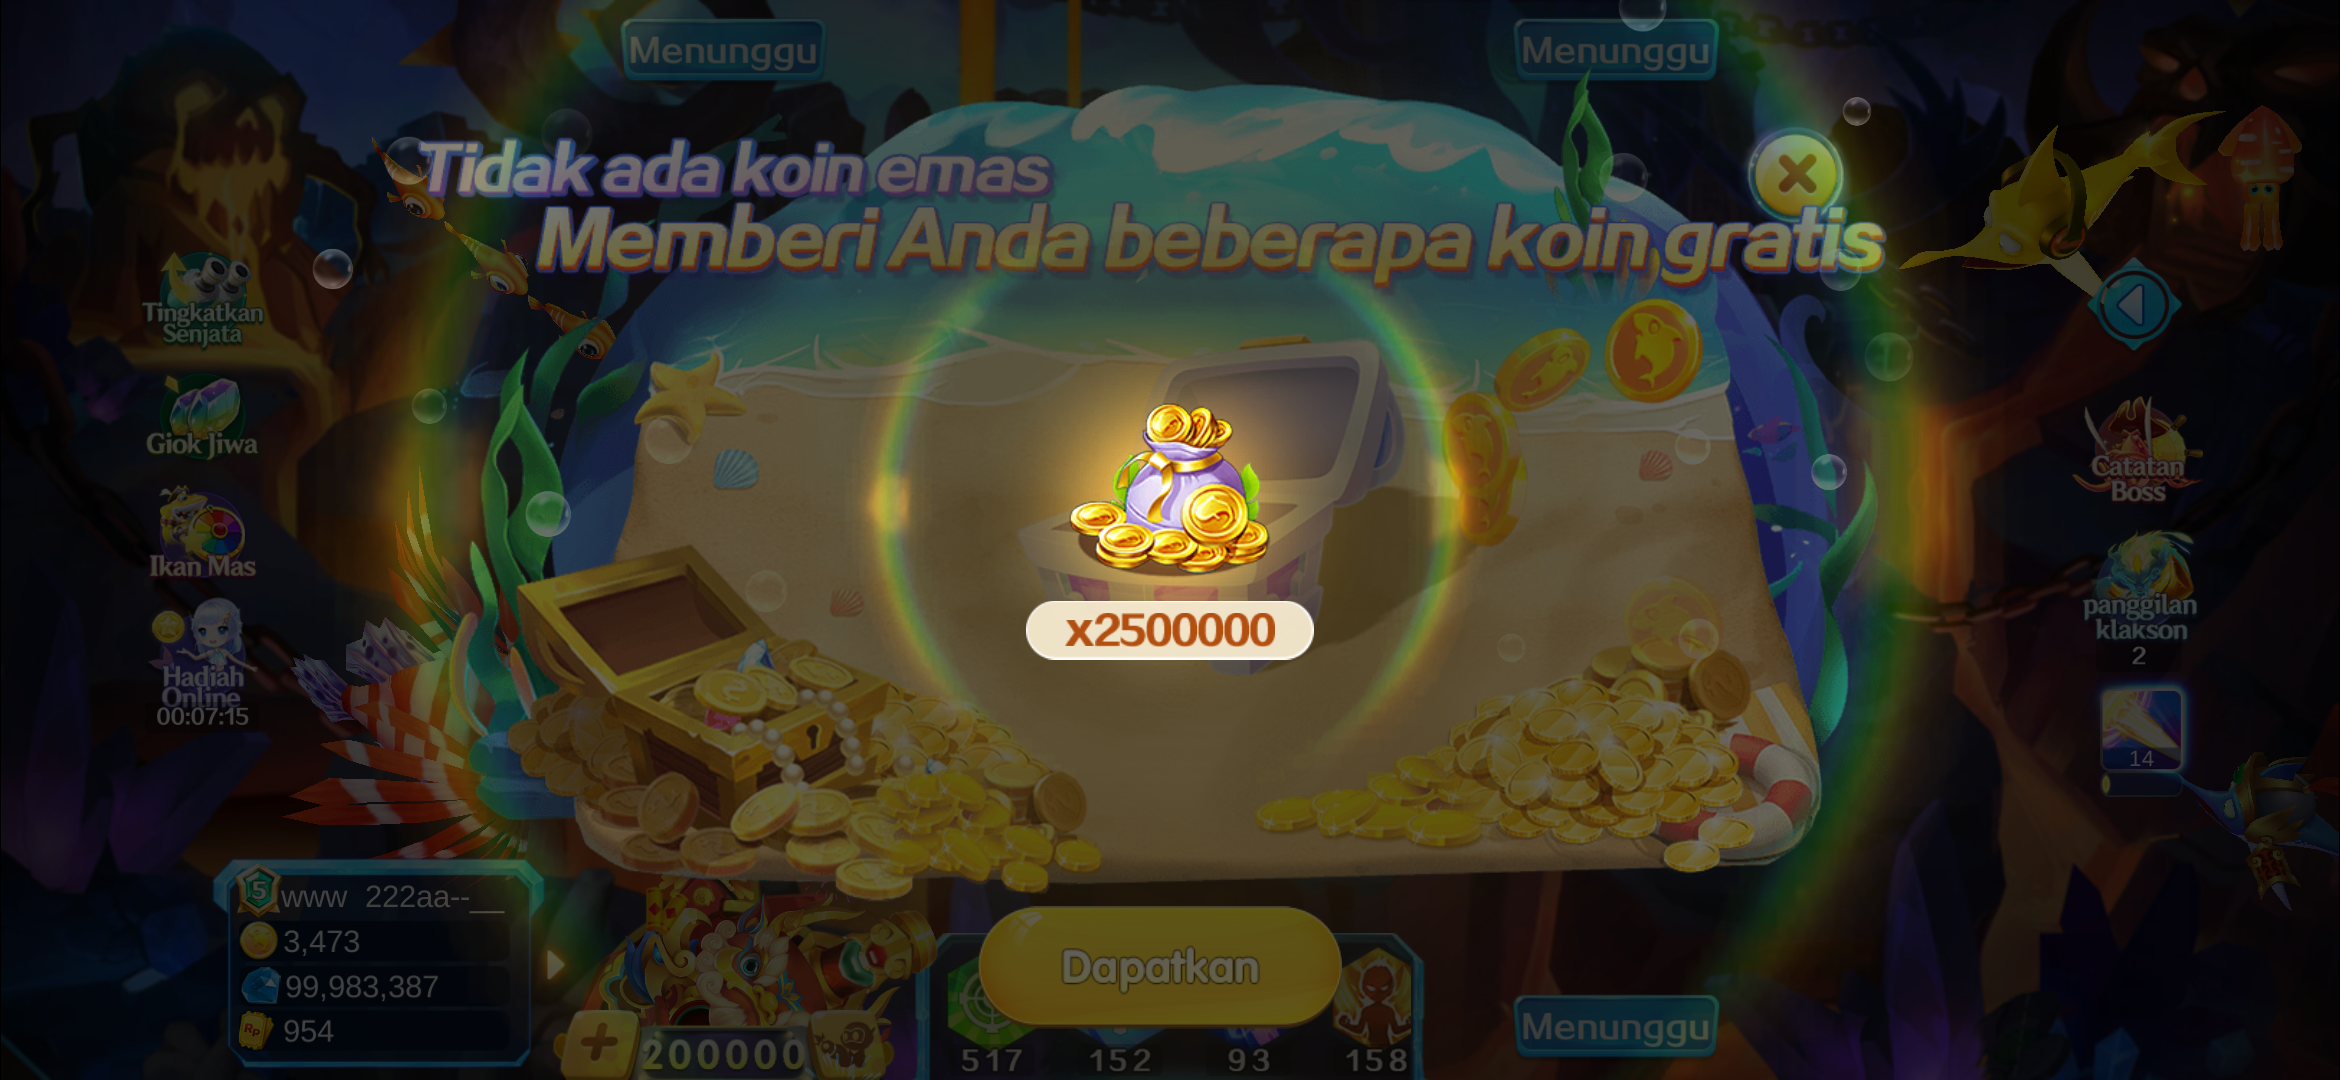 Menunggu
Menunggu
Tidak ada koin emas
Memberi Anda beberapa koin gratis
Tingkatkan
Senjata
Giok Jiwa
Ikan Mas
Hadiah
Online
00:07:15
Catatan
Boss
panggilan
klakson
2
14
x2500000
5
www 222aa--__
3,473
99,983,387
Rp
954
Dapatkan
200000
517
152
93
158
Menunggu